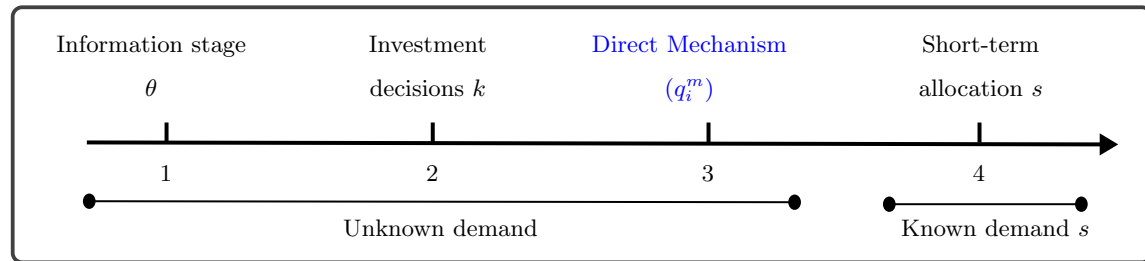 Information stage
Investment
Direct Mechanism
Short-term
θ
decisions k
(q_i^m)
allocation s
1
2
3
4
Unknown demand
Known demand s